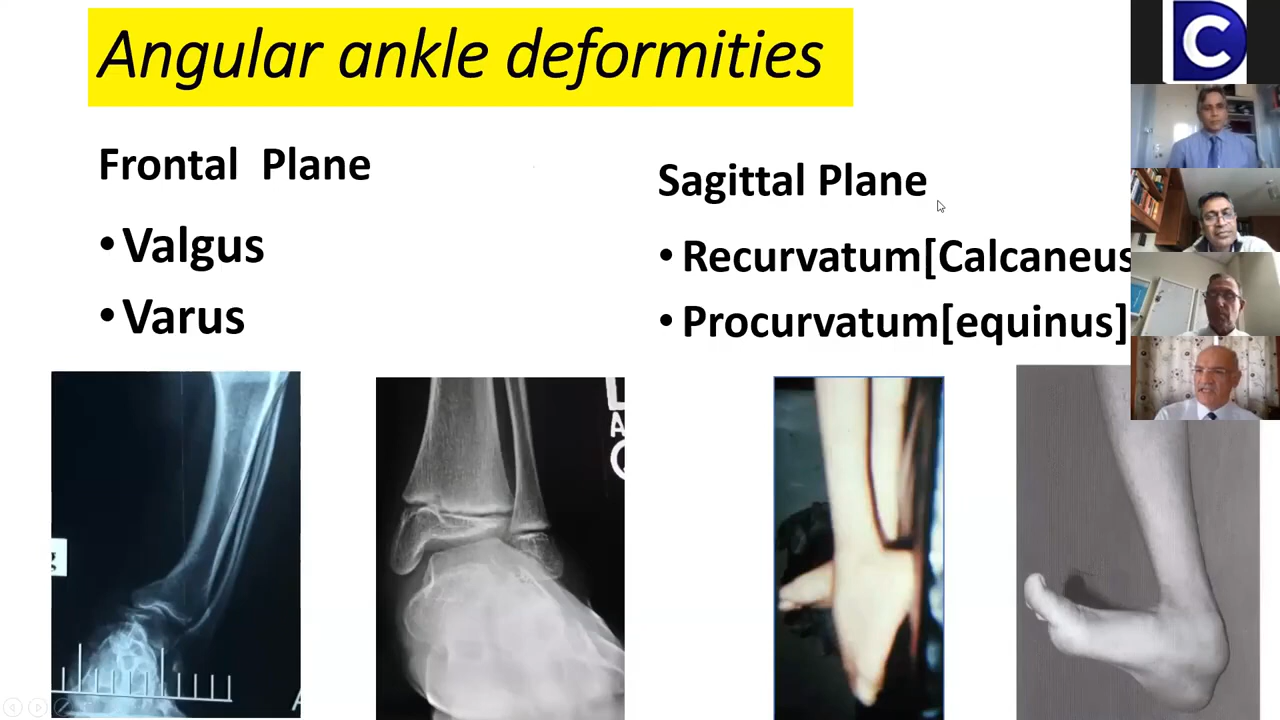 Angular ankle deformities
Frontal Plane
•Valgus
•Varus
Sagittal Plane
•Recurvatum[Calcaneus
•Procurvatum[equinus]
C
L
A